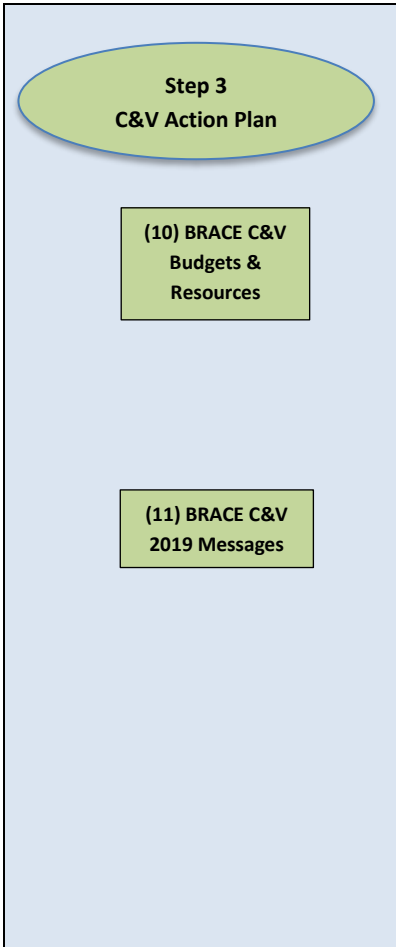 Step 3
C&V Action Plan
(10) BRACE C&V
Budgets &
Resources
(11) BRACE C&V
2019 Messages